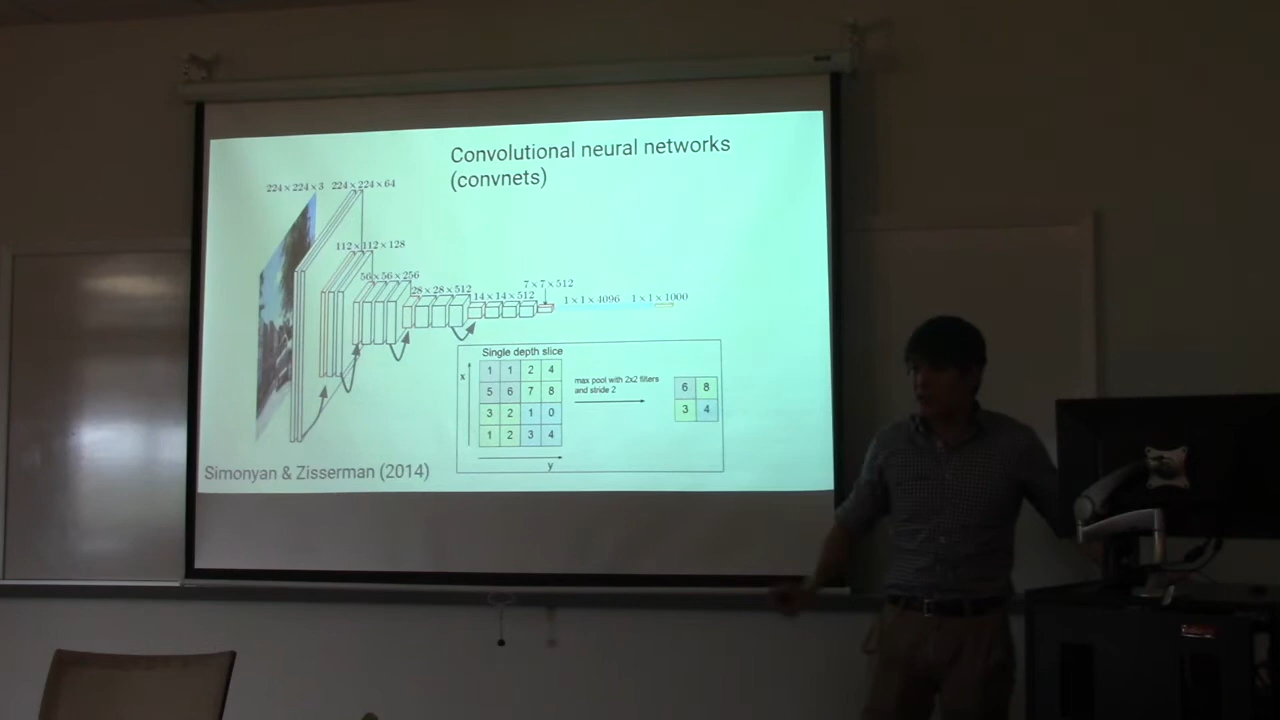 Convolutional neural networks
(convnets)
224×224×3 224×224×64
112×112×128
56×56×256
28×28×512
14×14×512
7×7×512
1×1×4096 1×1×1000
Single depth slice
x
1 1 2 4
5 6 7 8
3 2 1 0
1 2 3 4
y
max pool with 2x2 filters
and stride 2
6 8
3 4
Simonyan & Zisserman (2014)